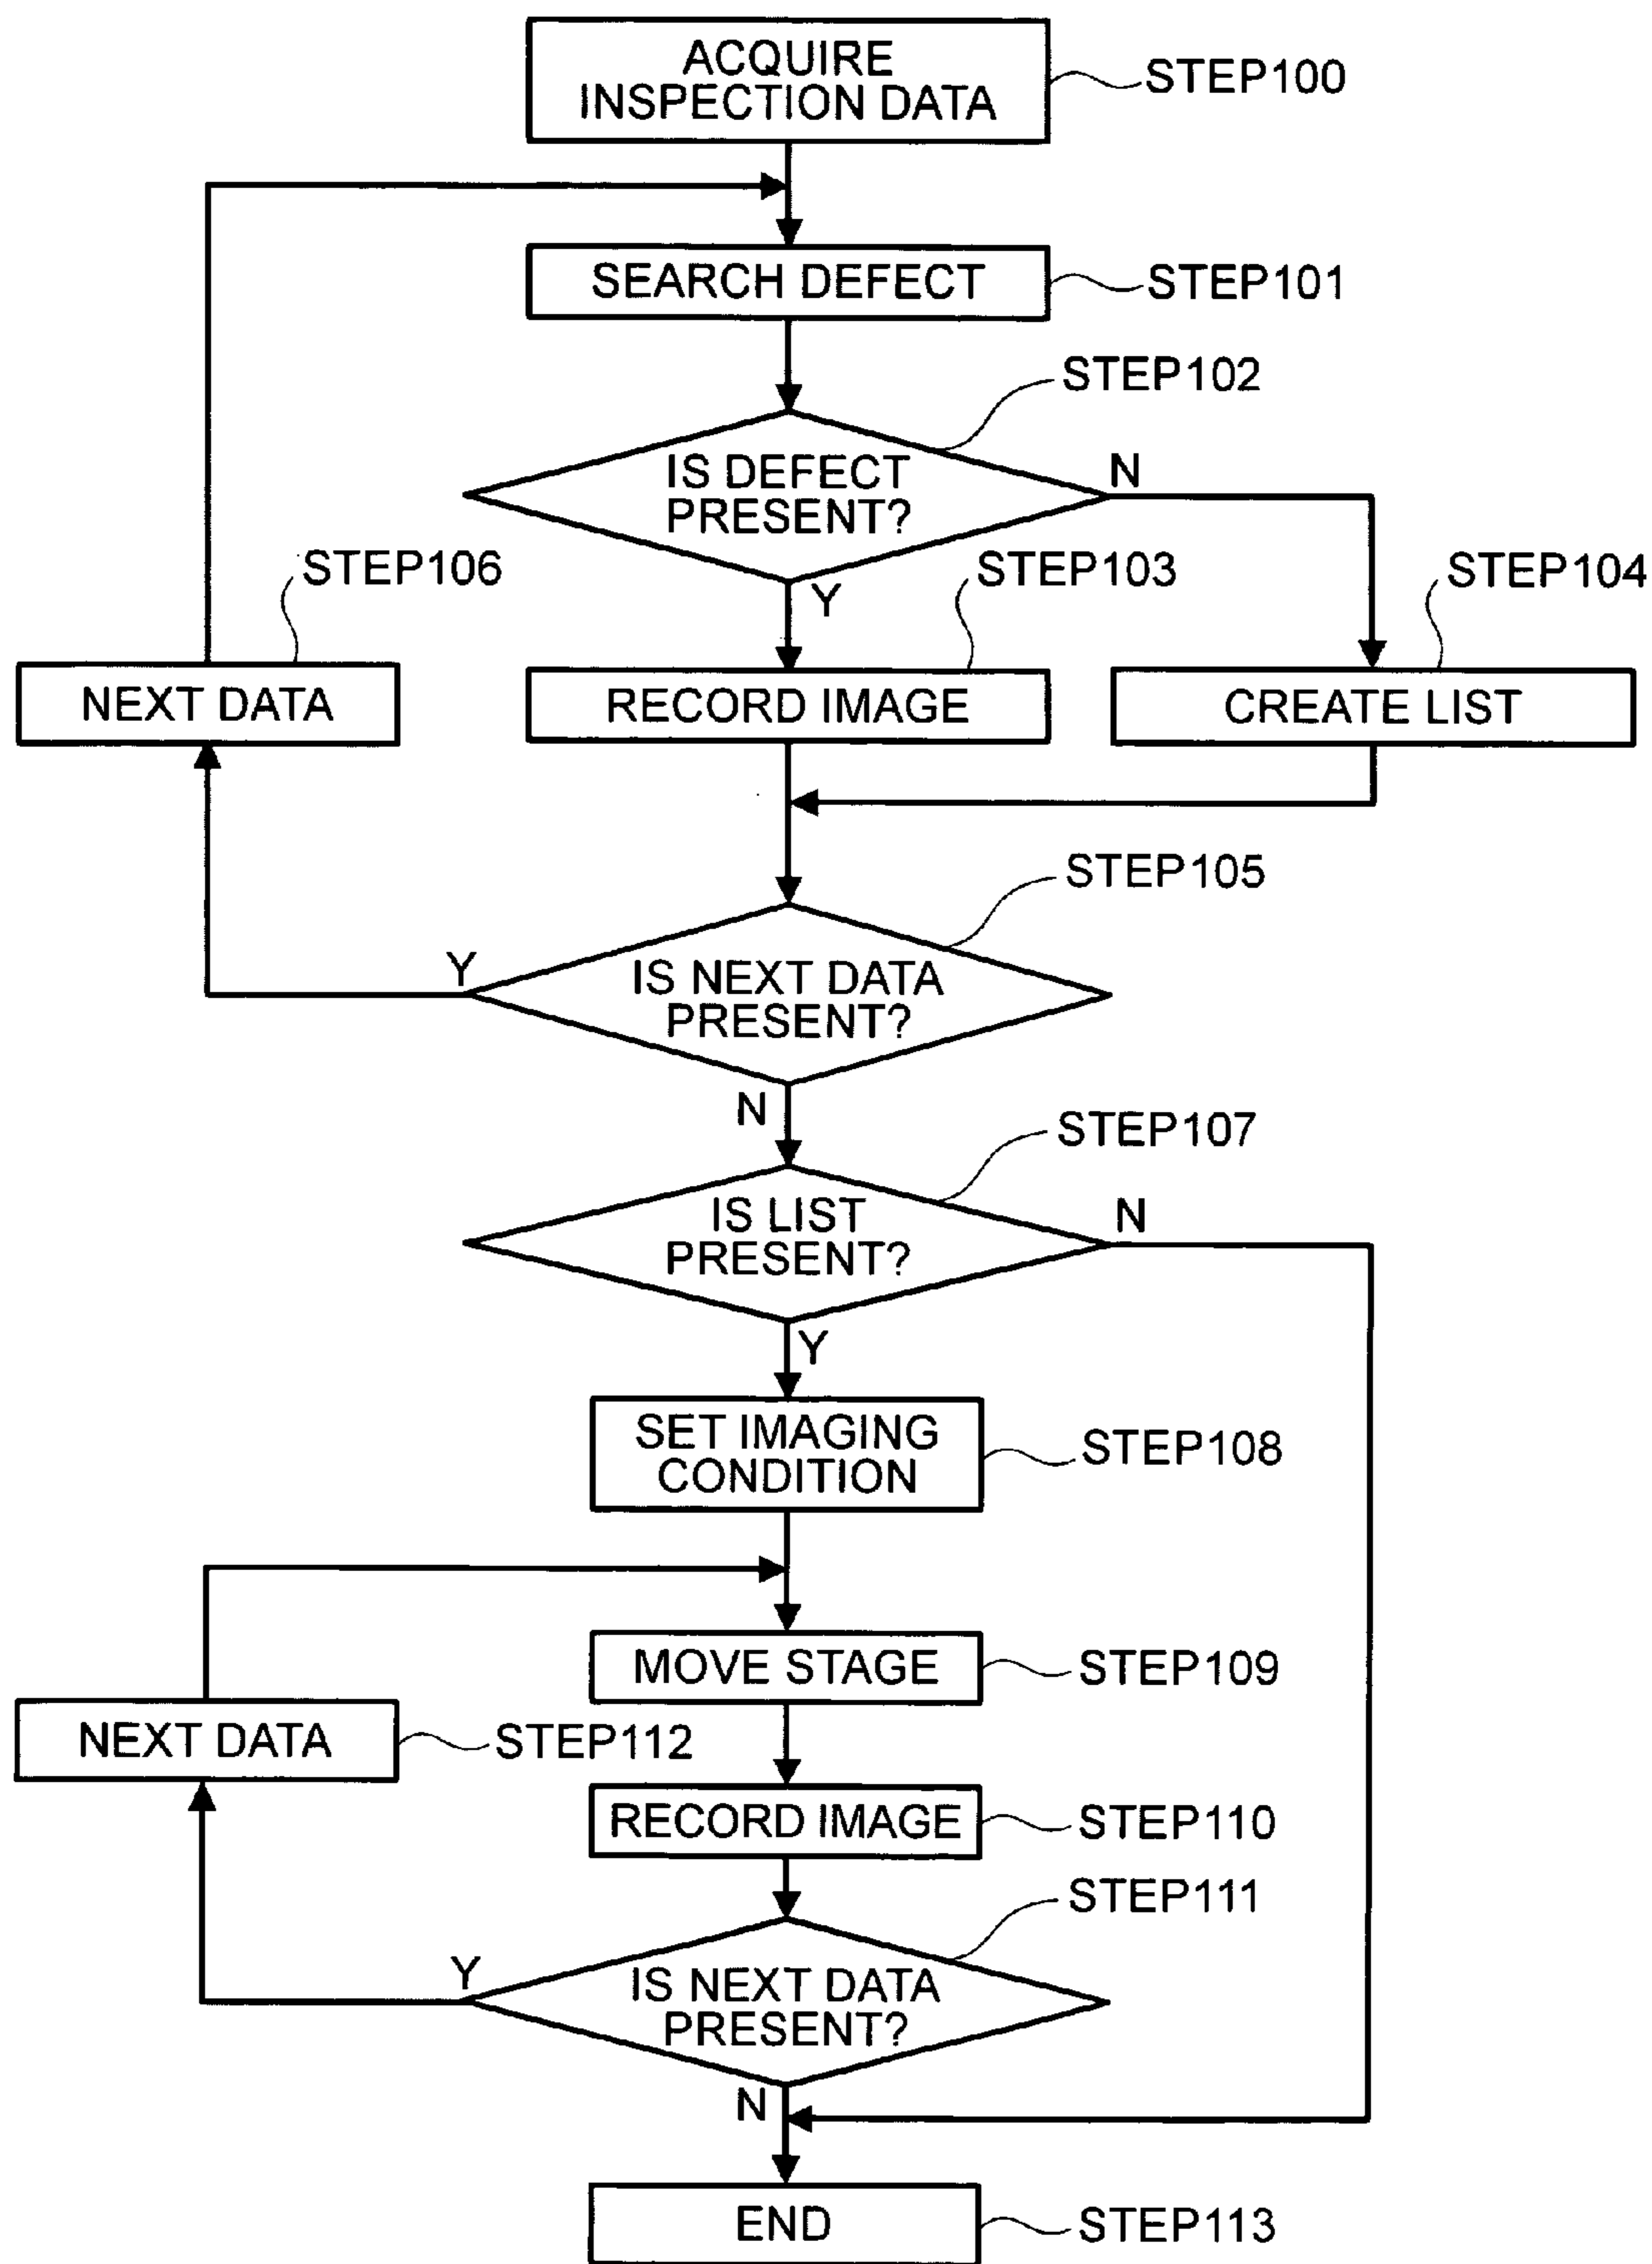 ACQUIRE
INSPECTION DATA
STEP100
SEARCH DEFECT
STEP101
STEP102
IS DEFECT
PRESENT?
N
Y
STEP106
STEP103
STEP104
NEXT DATA
RECORD IMAGE
CREATE LIST
STEP105
Y
IS NEXT DATA
PRESENT?
N
STEP107
IS LIST
PRESENT?
N
Y
SET IMAGING
CONDITION
STEP108
MOVE STAGE
STEP109
NEXT DATA
STEP112
RECORD IMAGE
STEP110
STEP111
Y
IS NEXT DATA
PRESENT?
N
END
STEP113